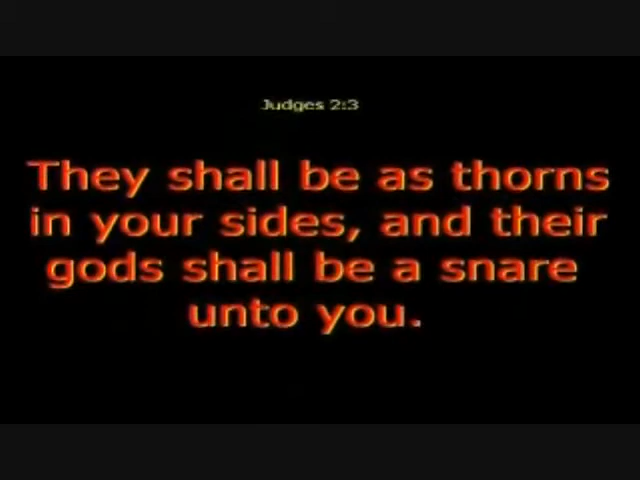 Judges 2:3
They shall be as thorns
in your sides, and their
gods shall be a snare
unto you.